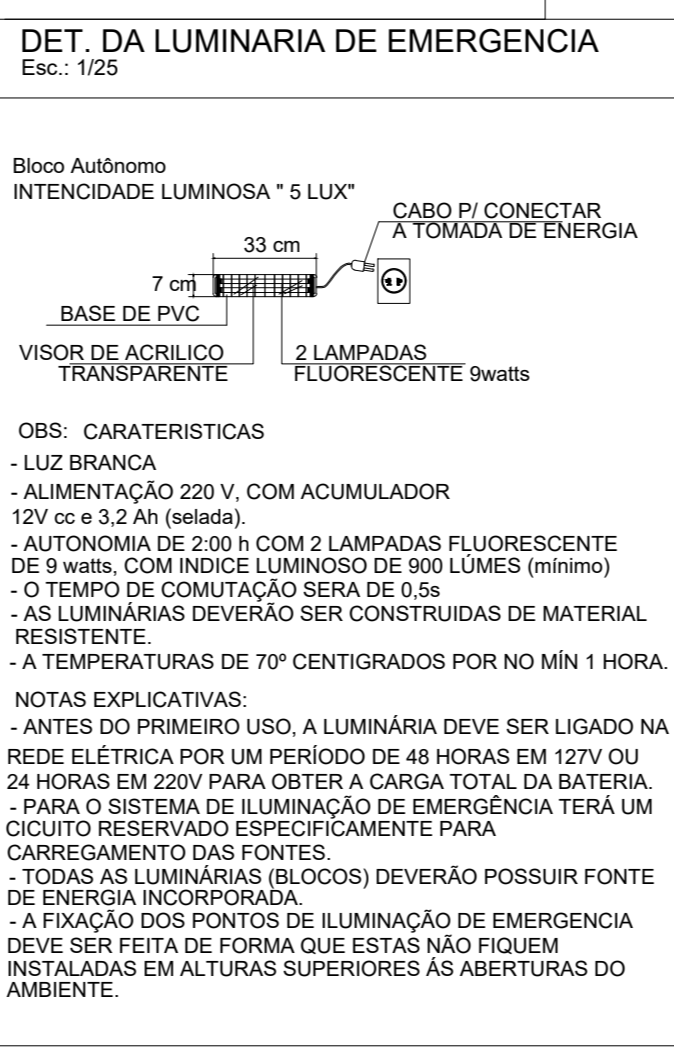 DET. DA LUMINARIA DE EMERGENCIA
Esc.: 1/25
Bloco Autônomo
INTENCIDADE LUMINOSA " 5 LUX"
CABO P/ CONECTAR
A TOMADA DE ENERGIA
33 cm
7 cm
BASE DE PVC
VISOR DE ACRILICO
TRANSPARENTE
2 LAMPADAS
FLUORESCENTE 9watts
OBS: CARATERISTICAS
- LUZ BRANCA
- ALIMENTAÇÃO 220 V, COM ACUMULADOR
12V cc e 3,2 Ah (selada).
- AUTONOMIA DE 2:00 h COM 2 LAMPADAS FLUORESCENTE
DE 9 watts, COM INDICE LUMINOSO DE 900 LÚMES (mínimo)
- O TEMPO DE COMUTAÇÃO SERA DE 0,5s
- AS LUMINÁRIAS DEVERÃO SER CONSTRUIDAS DE MATERIAL
RESISTENTE.
- A TEMPERATURAS DE 70º CENTIGRADOS POR NO MÍN 1 HORA.
NOTAS EXPLICATIVAS:
- ANTES DO PRIMEIRO USO, A LUMINÁRIA DEVE SER LIGADO NA
REDE ELÉTRICA POR UM PERÍODO DE 48 HORAS EM 127V OU
24 HORAS EM 220V PARA OBTER A CARGA TOTAL DA BATERIA.
- PARA O SISTEMA DE ILUMINAÇÃO DE EMERGÊNCIA TERÁ UM
CICUITO RESERVADO ESPECIFICAMENTE PARA
CARREGAMENTO DAS FONTES.
- TODAS AS LUMINÁRIAS (BLOCOS) DEVERÃO POSSUIR FONTE
DE ENERGIA INCORPORADA.
- A FIXAÇÃO DOS PONTOS DE ILUMINAÇÃO DE EMERGENCIA
DEVE SER FEITA DE FORMA QUE ESTAS NÃO FIQUEM
INSTALADAS EM ALTURAS SUPERIORES ÁS ABERTURAS DO
AMBIENTE.